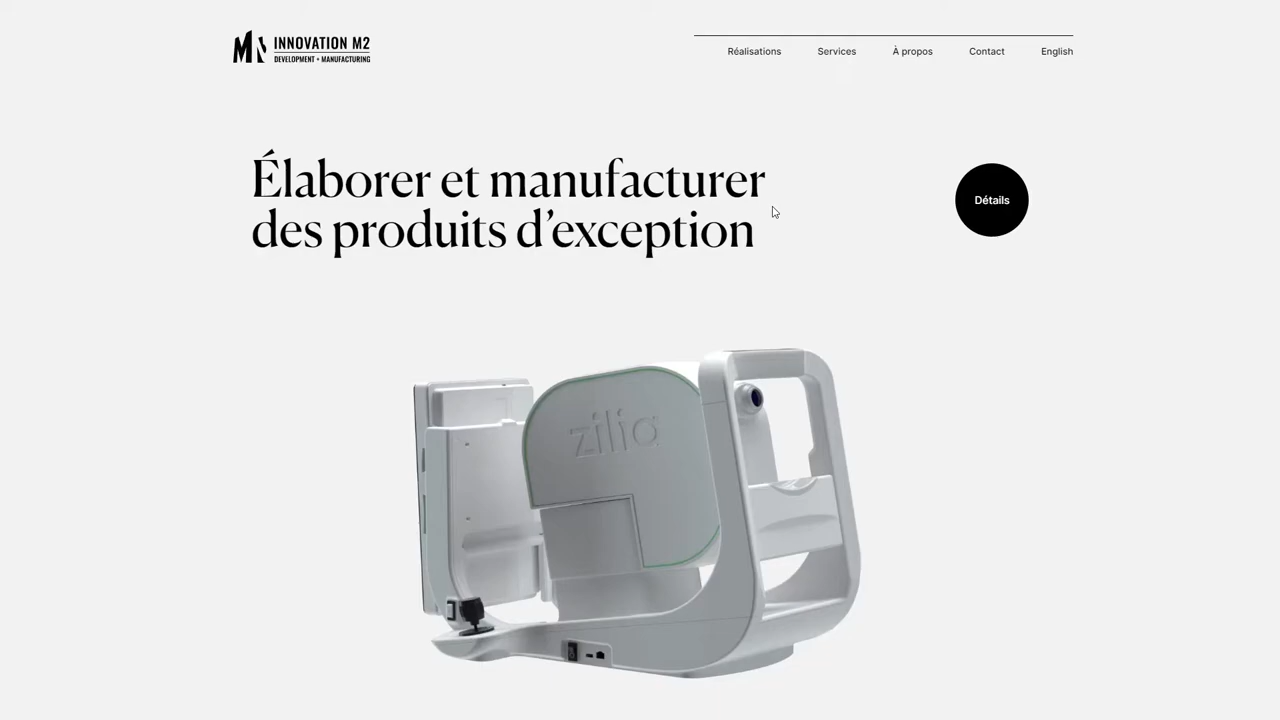 INNOVATION M2
DEVELOPMENT + MANUFACTURING
Réalisations
Services
À propos
Contact
English
Élaborer et manufacturer
des produits d’exception
Détails
zilia